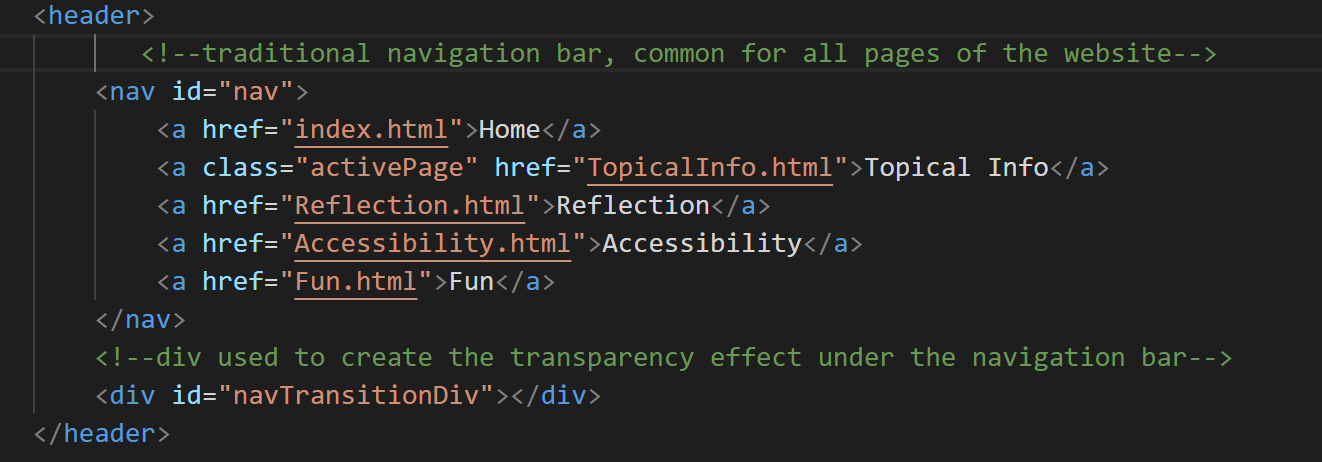 <header>
<!--traditional navigation bar, common for all pages of the website-->
<nav id="nav">
<a href="index.html">Home</a>
<a class="activePage" href="TopicalInfo.html">Topical Info</a>
<a href="Reflection.html">Reflection</a>
<a href="Accessibility.html">Accessibility</a>
<a href="Fun.html">Fun</a>
</nav>
<!--div used to create the transparency effect under the navigation bar-->
<div id="navTransitionDiv"></div>
</header>